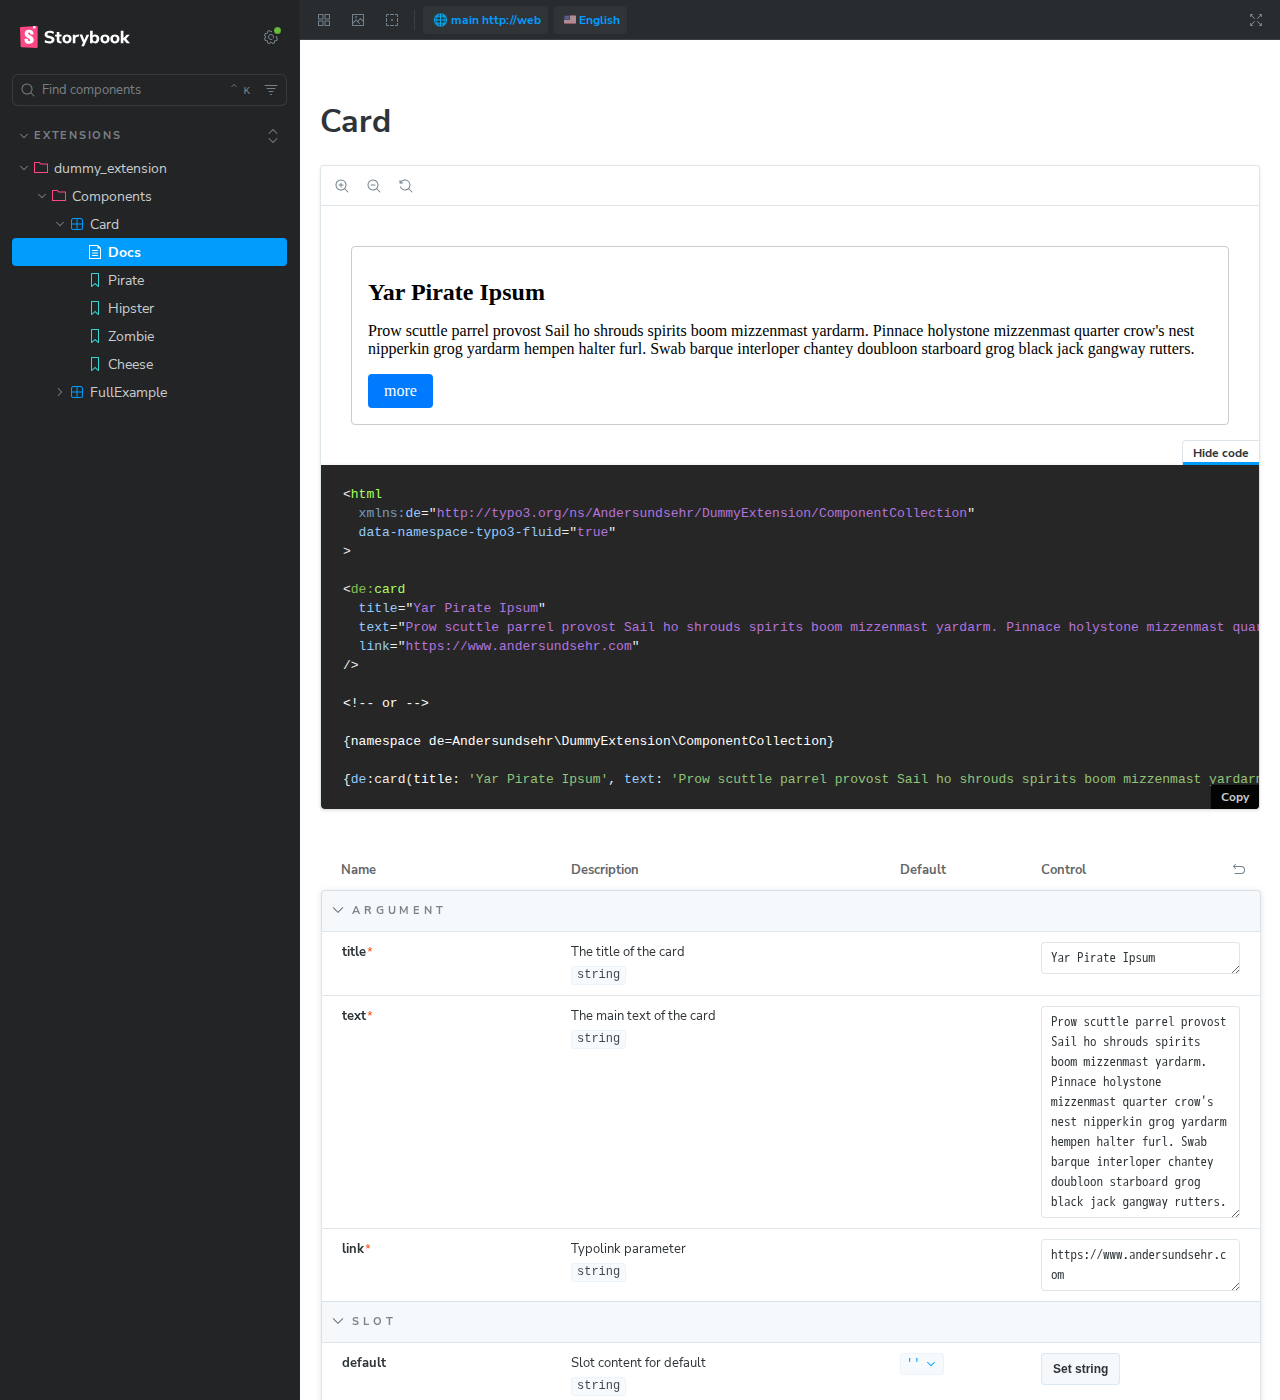 Storybook
Find components
⌃ K
EXTENSIONS
dummy_extension
Components
Card
Docs
Pirate
Hipster
Zombie
Cheese
FullExample
main http://web
English
Card
Yar Pirate Ipsum
Prow scuttle parrel provost Sail ho shrouds spirits boom mizzenmast yardarm. Pinnace holystone mizzenmast quarter crow's nest
nipperkin grog yardarm hempen halter furl. Swab barque interloper chantey doubloon starboard grog black jack gangway rutters.
more
Hide code
<html
  xmlns:de="http://typo3.org/ns/Andersundsehr/DummyExtension/ComponentCollection"
  data-namespace-typo3-fluid="true"
>
<de:card
  title="Yar Pirate Ipsum"
  text="Prow scuttle parrel provost Sail ho shrouds spirits boom mizzenmast yardarm. Pinnace holystone mizzenmast quar
  link="https://www.andersundsehr.com"
/>
<!-- or -->
{namespace de=Andersundsehr\DummyExtension\ComponentCollection}
{de:card(title: 'Yar Pirate Ipsum', text: 'Prow scuttle parrel provost Sail ho shrouds spirits boom mizzenmast yardarm
Copy
Name Description Default Control
ARGUMENT
title* The title of the card Yar Pirate Ipsum
string
text* The main text of the card
string
Prow scuttle parrel provost
Sail ho shrouds spirits
boom mizzenmast yardarm.
Pinnace holystone
mizzenmast quarter crow's
nest nipperkin grog yardarm
hempen halter furl. Swab
barque interloper chantey
doubloon starboard grog
black jack gangway rutters.
link* Typolink parameter
string
https://www.andersundsehr.c
om
SLOT
default Slot content for default '' Set string
string